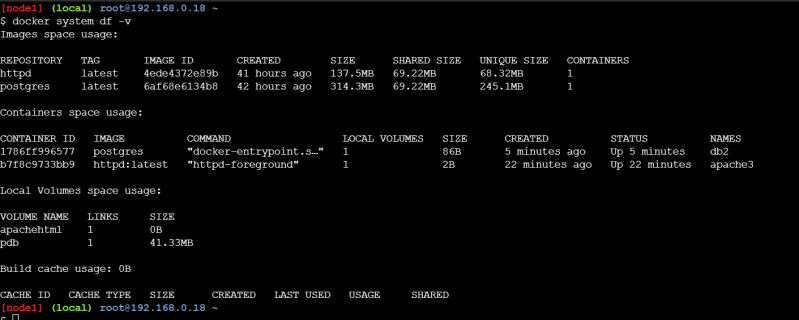 [node1] (local) root@192.168.0.18 ~
$ docker system df -v
Images space usage:
REPOSITORY TAG IMAGE ID CREATED SIZE SHARED SIZE UNIQUE SIZE CONTAINERS
httpd latest 4ede4372e89b 41 hours ago 137.5MB 69.22MB 68.32MB 1
postgres latest 6af68e6134b8 42 hours ago 314.3MB 69.22MB 245.1MB 1
Containers space usage:
CONTAINER ID IMAGE COMMAND LOCAL VOLUMES SIZE CREATED STATUS NAMES
1786ff996577 postgres "docker-entrypoint.s…" 1 86B 5 minutes ago Up 5 minutes db2
b7f8c9733bb9 httpd:latest "httpd-foreground" 1 2B 22 minutes ago Up 22 minutes apache3
Local Volumes space usage:
VOLUME NAME LINKS SIZE
apachehtml 1 0B
pdb 1 41.33MB
Build cache usage: 0B
CACHE ID CACHE TYPE SIZE CREATED LAST USED USAGE SHARED
[node1] (local) root@192.168.0.18 ~
$